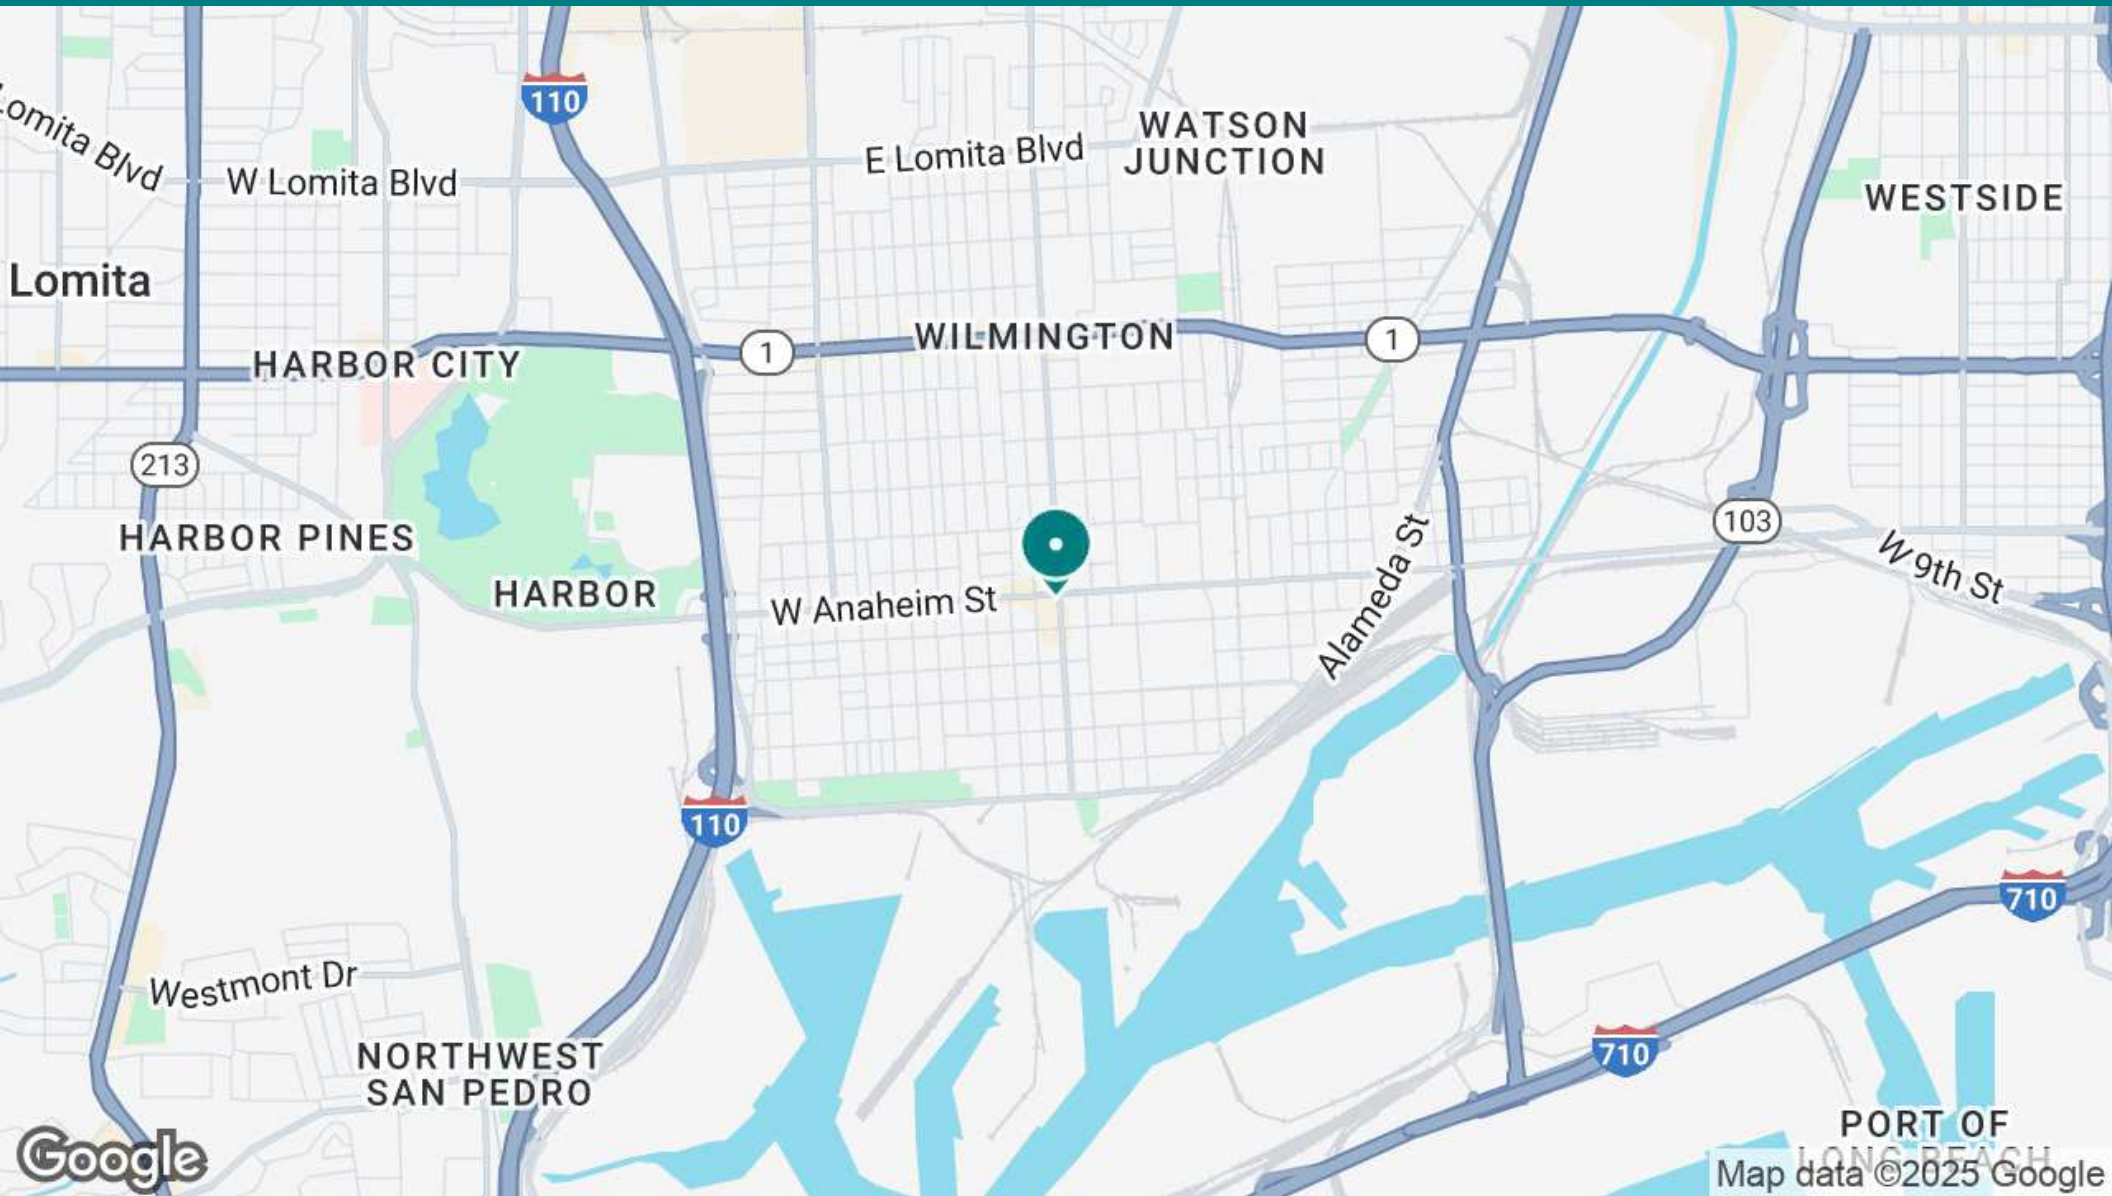 110
WATSON
JUNCTION
E Lomita Blvd
Lomita Blvd
W Lomita Blvd
WESTSIDE
Lomita
1
WILMINGTON
1
HARBOR CITY
213
103
HARBOR PINES
HARBOR
W Anaheim St
Alameda St
W 9th St
110
710
Westmont Dr
710
NORTHWEST
SAN PEDRO
PORT OF
LONG BEACH
Google
Map data ©2025 Google